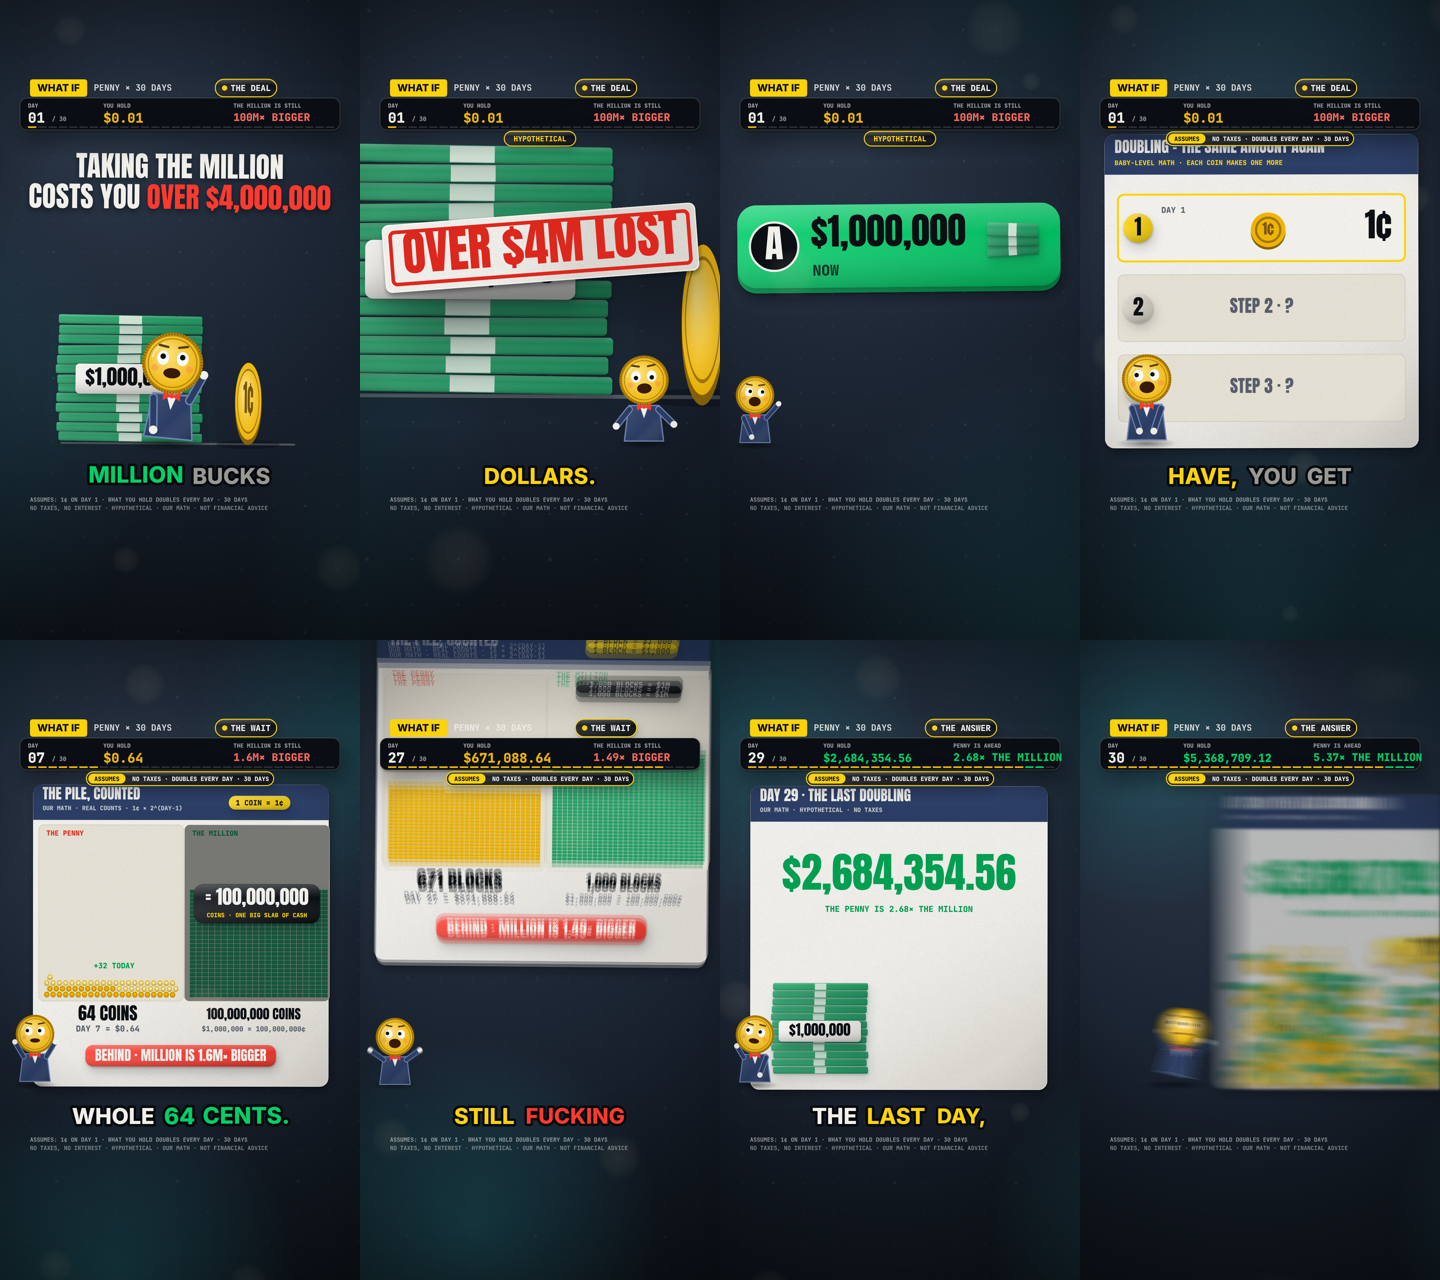 WHAT IF PENNY × 30 DAYS THE DEAL
DAY YOU HOLD THE MILLION IS STILL
01 / 30 $0.01 100M× BIGGER
TAKING THE MILLION
COSTS YOU OVER $4,000,000
1¢
MILLION BUCKS
ASSUMES: 1¢ ON DAY 1 · WHAT YOU HOLD DOUBLES EVERY DAY · 30 DAYS
NO TAXES, NO INTEREST · HYPOTHETICAL · OUR MATH · NOT FINANCIAL ADVICE
WHAT IF PENNY × 30 DAYS THE DEAL
DAY YOU HOLD THE MILLION IS STILL
01 / 30 $0.01 100M× BIGGER
HYPOTHETICAL
OVER $4M LOST
DOLLARS.
ASSUMES: 1¢ ON DAY 1 · WHAT YOU HOLD DOUBLES EVERY DAY · 30 DAYS
NO TAXES, NO INTEREST · HYPOTHETICAL · OUR MATH · NOT FINANCIAL ADVICE
WHAT IF PENNY × 30 DAYS THE DEAL
DAY YOU HOLD THE MILLION IS STILL
01 / 30 $0.01 100M× BIGGER
HYPOTHETICAL
A $1,000,000
NOW
ASSUMES: 1¢ ON DAY 1 · WHAT YOU HOLD DOUBLES EVERY DAY · 30 DAYS
NO TAXES, NO INTEREST · HYPOTHETICAL · OUR MATH · NOT FINANCIAL ADVICE
WHAT IF PENNY × 30 DAYS THE DEAL
DAY YOU HOLD THE MILLION IS STILL
01 / 30 $0.01 100M× BIGGER
ASSUMES NO TAXES · DOUBLES EVERY DAY · 30 DAYS
DOUBLING = THE SAME AMOUNT AGAIN
BABY-LEVEL MATH · EACH COIN MAKES ONE MORE
1 DAY 1 1¢ 1¢
2 STEP 2 · ?
STEP 3 · ?
HAVE, YOU GET
ASSUMES: 1¢ ON DAY 1 · WHAT YOU HOLD DOUBLES EVERY DAY · 30 DAYS
NO TAXES, NO INTEREST · HYPOTHETICAL · OUR MATH · NOT FINANCIAL ADVICE
WHAT IF PENNY × 30 DAYS THE WAIT
DAY YOU HOLD THE MILLION IS STILL
07 / 30 $0.64 1.6M× BIGGER
ASSUMES NO TAXES · DOUBLES EVERY DAY · 30 DAYS
THE PILE, COUNTED
OUR MATH · REAL COUNTS · 1¢ × 2^(DAY-1)
1 COIN = 1¢
THE PENNY THE MILLION
= 100,000,000
COINS · ONE BIG SLAB OF CASH
+32 TODAY
64 COINS 100,000,000 COINS
DAY 7 = $0.64 $1,000,000 = 100,000,000¢
BEHIND · MILLION IS 1.6M× BIGGER
WHOLE 64 CENTS.
ASSUMES: 1¢ ON DAY 1 · WHAT YOU HOLD DOUBLES EVERY DAY · 30 DAYS
NO TAXES, NO INTEREST · HYPOTHETICAL · OUR MATH · NOT FINANCIAL ADVICE
THE PENNY
WHAT IF PENNY × 30 DAYS THE WAIT
DAY YOU HOLD THE MILLION IS STILL
27 / 30 $671,088.64 1.49× BIGGER
ASSUMES NO TAXES · DOUBLES EVERY DAY · 30 DAYS
671 BLOCKS 1,000 BLOCKS
DAY 27 = $671,088.64
BEHIND · MILLION IS 1.49× BIGGER
STILL FUCKING
ASSUMES: 1¢ ON DAY 1 · WHAT YOU HOLD DOUBLES EVERY DAY · 30 DAYS
NO TAXES, NO INTEREST · HYPOTHETICAL · OUR MATH · NOT FINANCIAL ADVICE
WHAT IF PENNY × 30 DAYS THE ANSWER
DAY YOU HOLD PENNY IS AHEAD
29 / 30 $2,684,354.56 2.68× THE MILLION
ASSUMES NO TAXES · DOUBLES EVERY DAY · 30 DAYS
DAY 29 · THE LAST DOUBLING
OUR MATH · HYPOTHETICAL · NO TAXES
$2,684,354.56
THE PENNY IS 2.68× THE MILLION
$1,000,000
THE LAST DAY,
ASSUMES: 1¢ ON DAY 1 · WHAT YOU HOLD DOUBLES EVERY DAY · 30 DAYS
NO TAXES, NO INTEREST · HYPOTHETICAL · OUR MATH · NOT FINANCIAL ADVICE
WHAT IF PENNY × 30 DAYS THE ANSWER
DAY YOU HOLD PENNY IS AHEAD
30 / 30 $5,368,709.12 5.37× THE MILLION
ASSUMES NO TAXES · DOUBLES EVERY DAY · 30 DAYS
ASSUMES: 1¢ ON DAY 1 · WHAT YOU HOLD DOUBLES EVERY DAY · 30 DAYS
NO TAXES, NO INTEREST · HYPOTHETICAL · OUR MATH · NOT FINANCIAL ADVICE